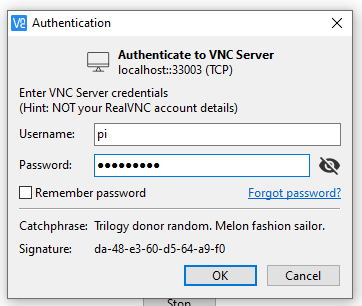 Authentication
Authenticate to VNC Server
localhost::33003 (TCP)
Enter VNC Server credentials
(Hint: NOT your RealVNC account details)
Username: pi
Password: •••••••••
Remember password Forgot password?
Catchphrase: Trilogy donor random. Melon fashion sailor.
Signature: da-48-e3-60-d5-64-a9-f0
OK Cancel
Stop